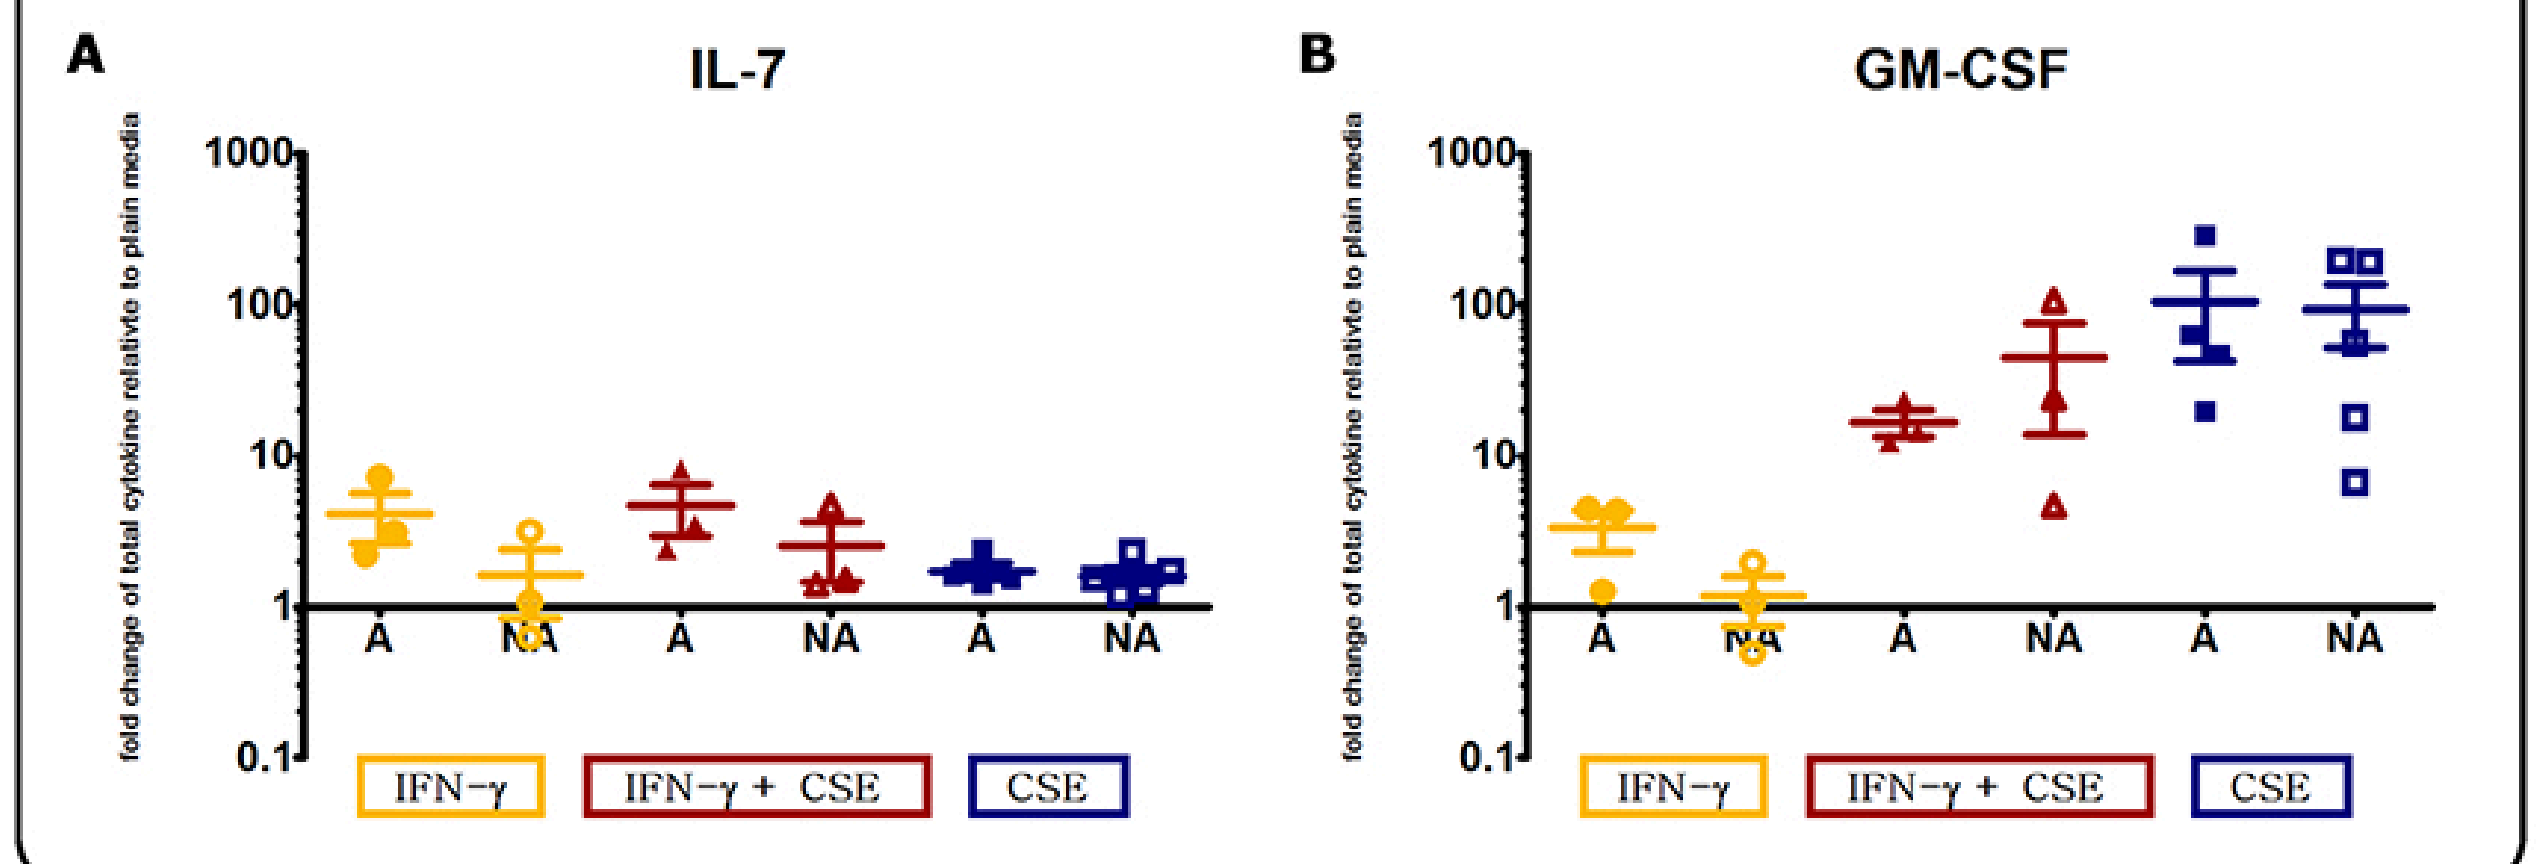 A
IL-7
fold change of total cytokine relativte to plain media
1000
100
10
1
0.1
A NA A NA A NA
IFN-γ
IFN-γ + CSE
CSE
B
GM-CSF
fold change of total cytokine relativte to plain media
1000
100
10
1
0.1
A NA A NA A NA
IFN-γ
IFN-γ + CSE
CSE